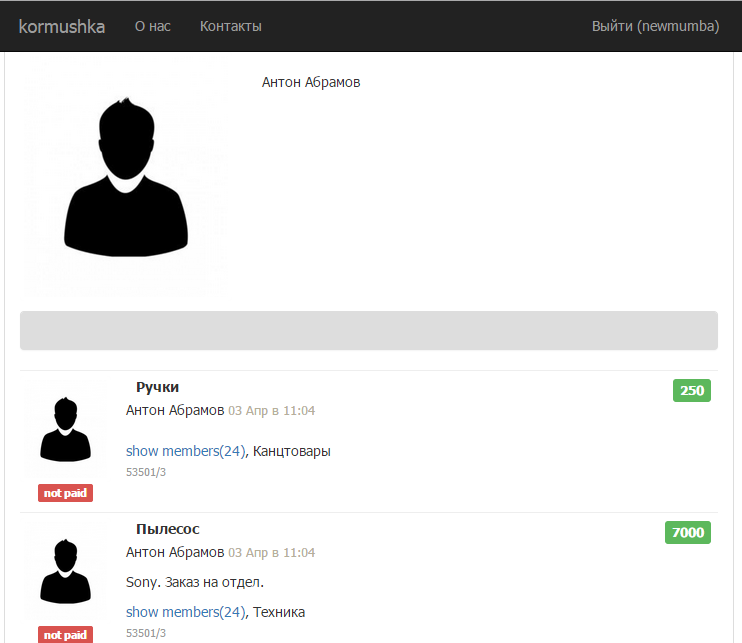 kormushka О нас Контакты Выйти (newmumba)
Антон Абрамов
Ручки 250
Антон Абрамов 03 Апр в 11:04
show members(24), Канцтовары
53501/3
not paid
Пылесос 7000
Антон Абрамов 03 Апр в 11:04
Sony. Заказ на отдел.
show members(24), Техника
53501/3
not paid